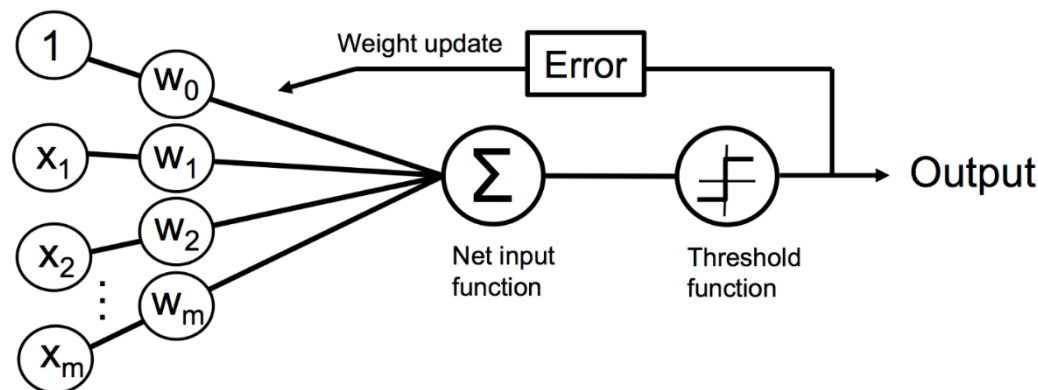 1
w₀
Weight update
Error
x₁
w₁
Σ
Output
x₂
w₂
⋮
Net input
function
Threshold
function
xₘ
wₘ